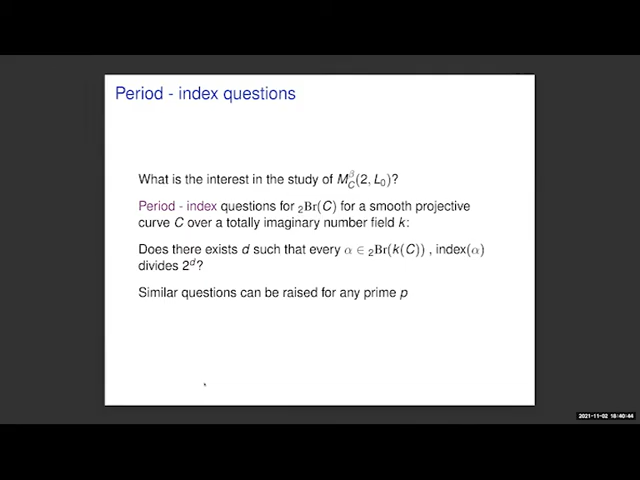 Period - index questions
What is the interest in the study of M_C^β(2, L₀)?
Period - index questions for ₂Br(C) for a smooth projective
curve C over a totally imaginary number field k:
Does there exists d such that every α ∈ ₂Br(k(C)) , index(α)
divides 2^d?
Similar questions can be raised for any prime p
2021-11-02 18:40:44